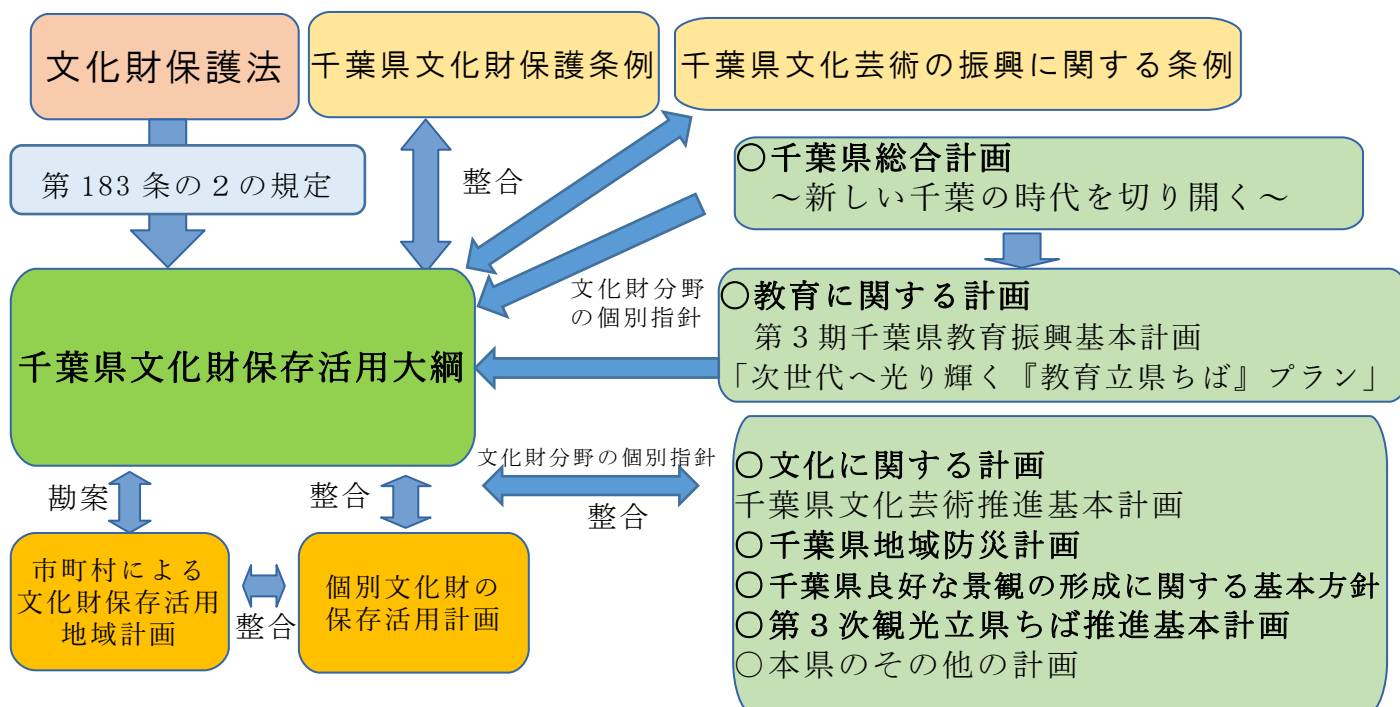 文化財保護法
千葉県文化財保護条例
千葉県文化芸術の振興に関する条例
第183条の2の規定
整合
〇千葉県総合計画
～新しい千葉の時代を切り開く～
文化財分野
の個別指針
〇教育に関する計画
第3期千葉県教育振興基本計画
「次世代へ光り輝く『教育立県ちば』プラン」
千葉県文化財保存活用大綱
文化財分野の個別指針
整合
〇文化に関する計画
千葉県文化芸術推進基本計画
〇千葉県地域防災計画
〇千葉県良好な景観の形成に関する基本方針
〇第3次観光立県ちば推進基本計画
〇本県のその他の計画
勘案
整合
市町村による
文化財保存活用
地域計画
整合
個別文化財の
保存活用計画